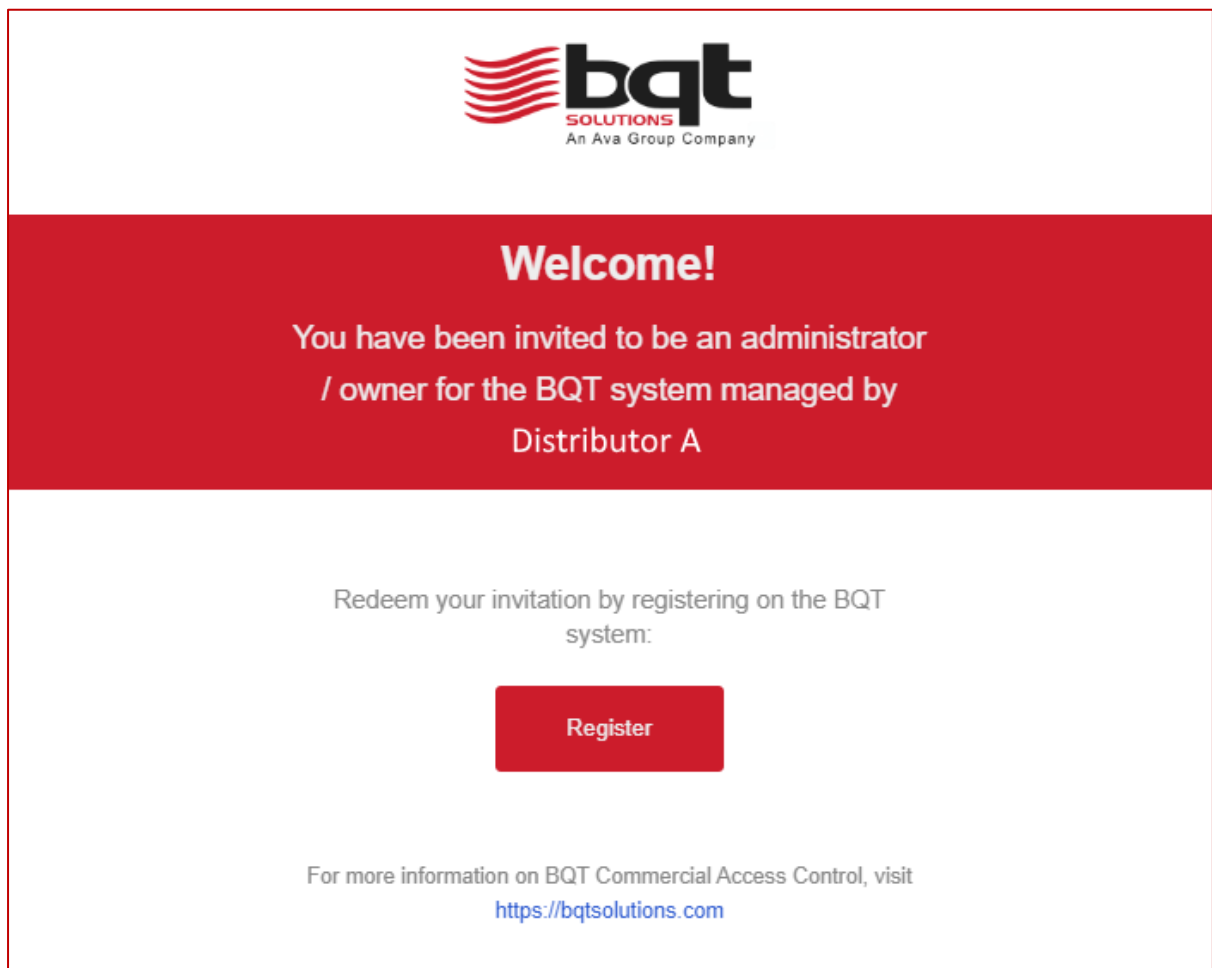 bqt
SOLUTIONS
An Ava Group Company
Welcome!
You have been invited to be an administrator
/ owner for the BQT system managed by
Distributor A
Redeem your invitation by registering on the BQT
system:
Register
For more information on BQT Commercial Access Control, visit
https://bqtsolutions.com